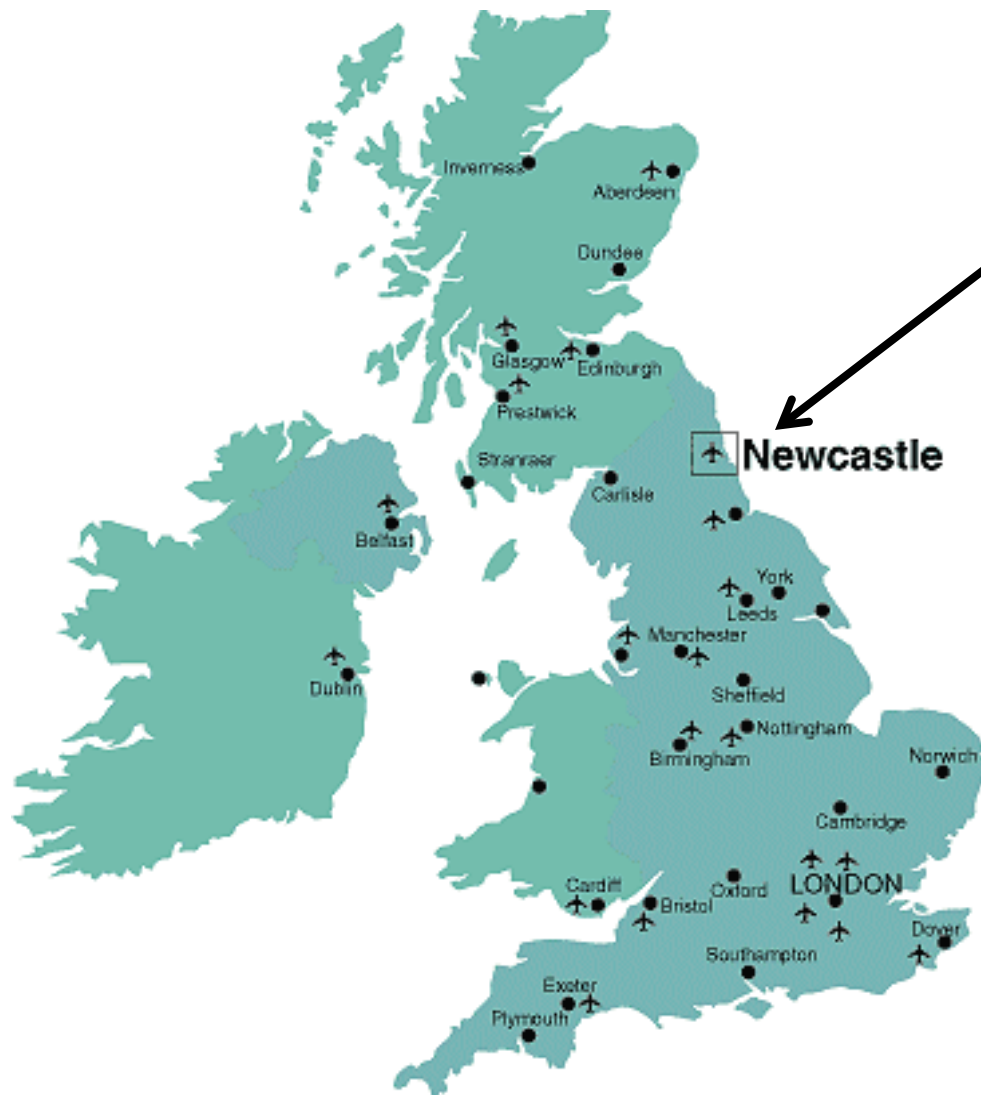 Inverness
Aberdeen
Dundee
Glasgow
Edinburgh
Prestwick
Newcastle
Stranraer
Carlisle
Belfast
York
Leeds
Manchester
Dublin
Sheffield
Nottingham
Birmingham
Norwich
Cambridge
Cardiff
Oxford
LONDON
Bristol
Dover
Southampton
Exeter
Plymouth